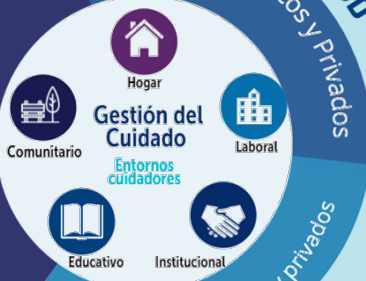 Hogar
Gestión del
Cuidado
Entornos
cuidadores
Comunitario
Laboral
Educativo
Institucional
y Privados
privados